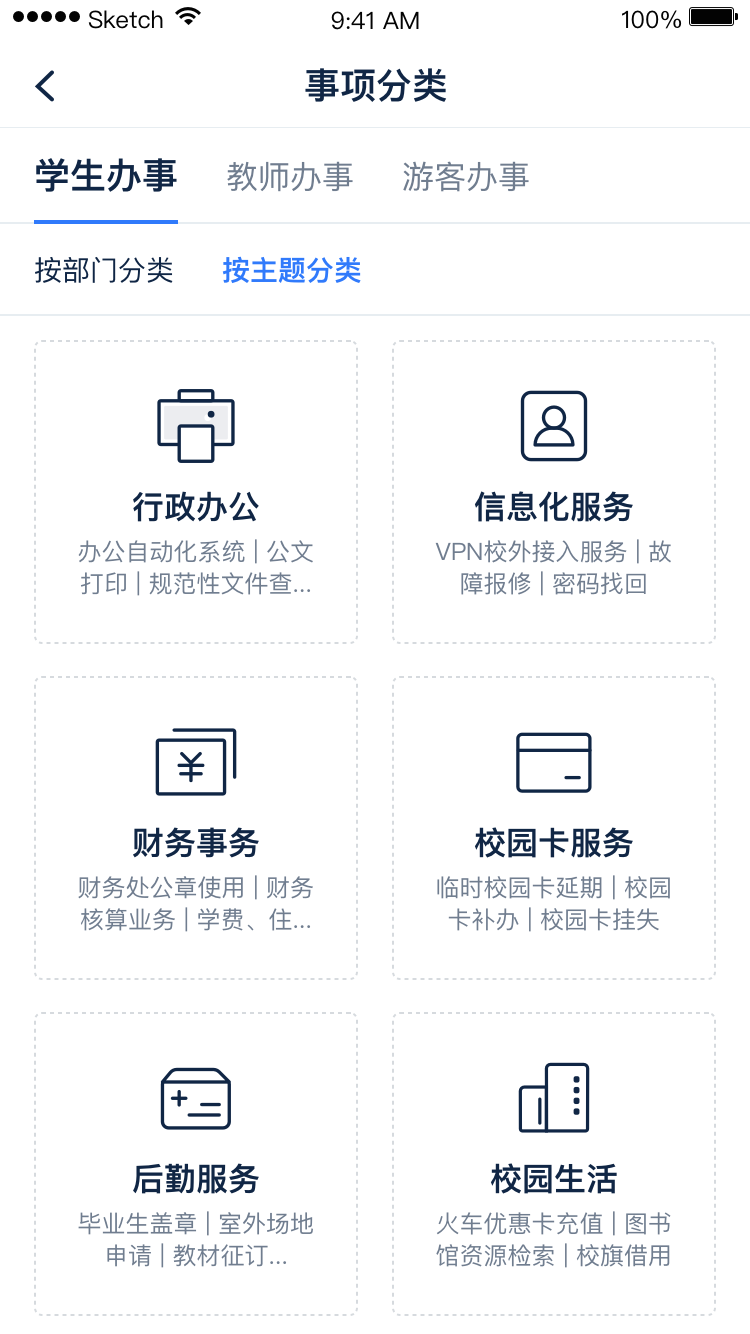 ●●●●● Sketch 9:41 AM 100%
事项分类
学生办事 教师办事 游客办事
按部门分类 按主题分类
行政办公
办公自动化系统 | 公文
打印 | 规范性文件查...
信息化服务
VPN校外接入服务 | 故
障报修 | 密码找回
财务事务
财务处公章使用 | 财务
核算业务 | 学费、住...
校园卡服务
临时校园卡延期 | 校园
卡补办 | 校园卡挂失
后勤服务
毕业生盖章 | 室外场地
申请 | 教材征订...
校园生活
火车优惠卡充值 | 图书
馆资源检索 | 校旗借用